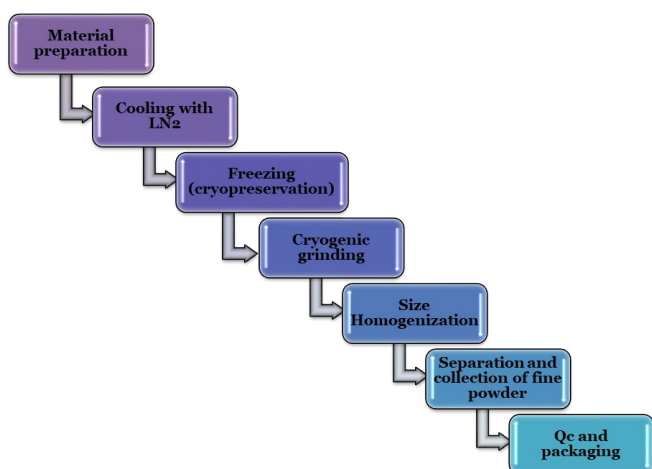 Material
preparation
Cooling with
LN2
Freezing
(cryopreservation)
Cryogenic
grinding
Size
Homogenization
Separation and
collection of fine
powder
Qc and
packaging